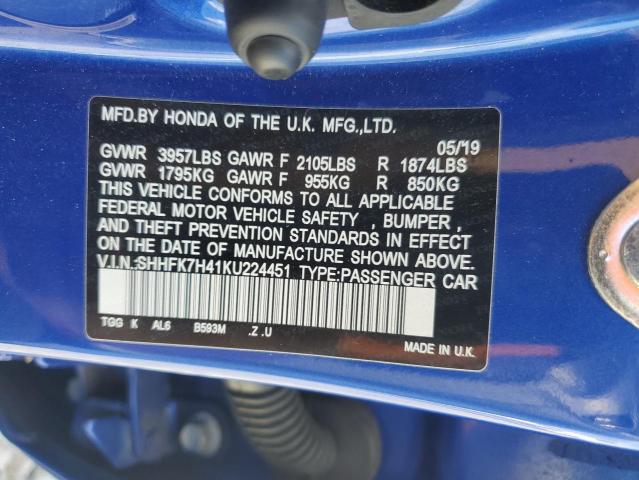 MFD.BY HONDA OF THE U.K. MFG.,LTD.
05/19
GVWR 3957LBS GAWR F 2105LBS R 1874LBS
GVWR 1795KG GAWR F 955KG R 850KG
THIS VEHICLE CONFORMS TO ALL APPLICABLE
FEDERAL MOTOR VEHICLE SAFETY , BUMPER ,
AND THEFT PREVENTION STANDARDS IN EFFECT
ON THE DATE OF MANUFACTURE SHOWN ABOVE.
V.I.N.:SHHFK7H41KU224451 TYPE:PASSENGER CAR
TGG K AL6 B593M .Z .U
MADE IN U.K.